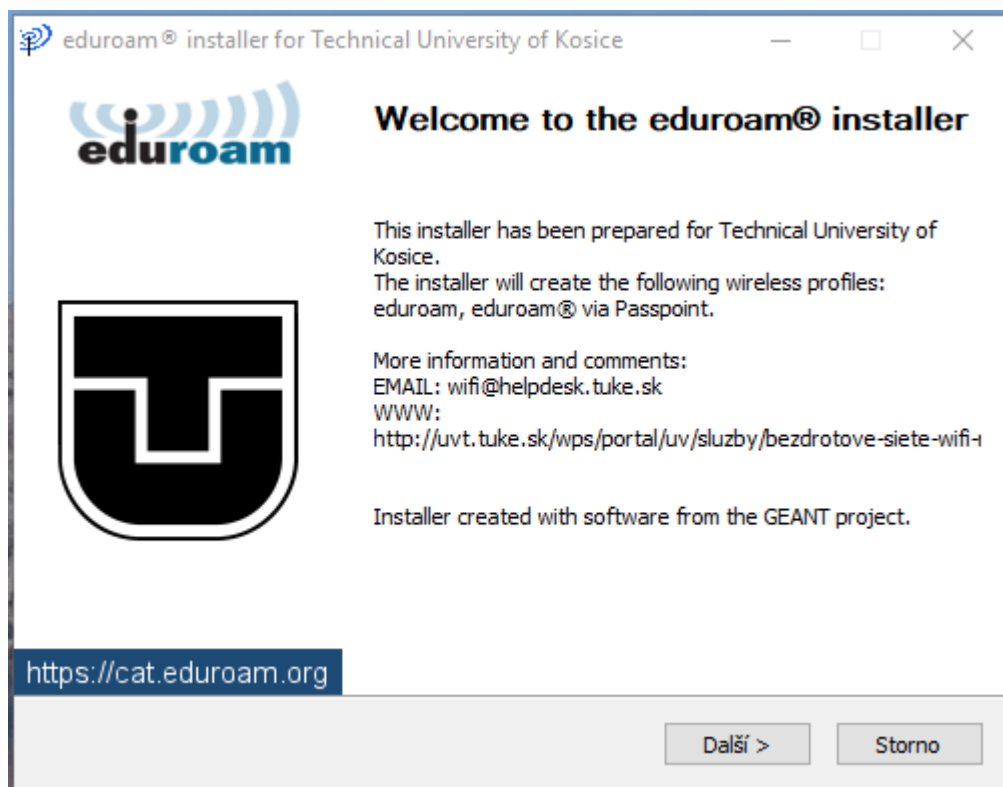 eduroam® installer for Technical University of Kosice
eduroam
Welcome to the eduroam® installer
This installer has been prepared for Technical University of
Kosice.
The installer will create the following wireless profiles:
eduroam, eduroam® via Passpoint.
More information and comments:
EMAIL: wifi@helpdesk.tuke.sk
WWW:
http://uvt.tuke.sk/wps/portal/uv/sluzby/bezdrotove-siete-wifi-
Installer created with software from the GEANT project.
https://cat.eduroam.org
Další >
Storno